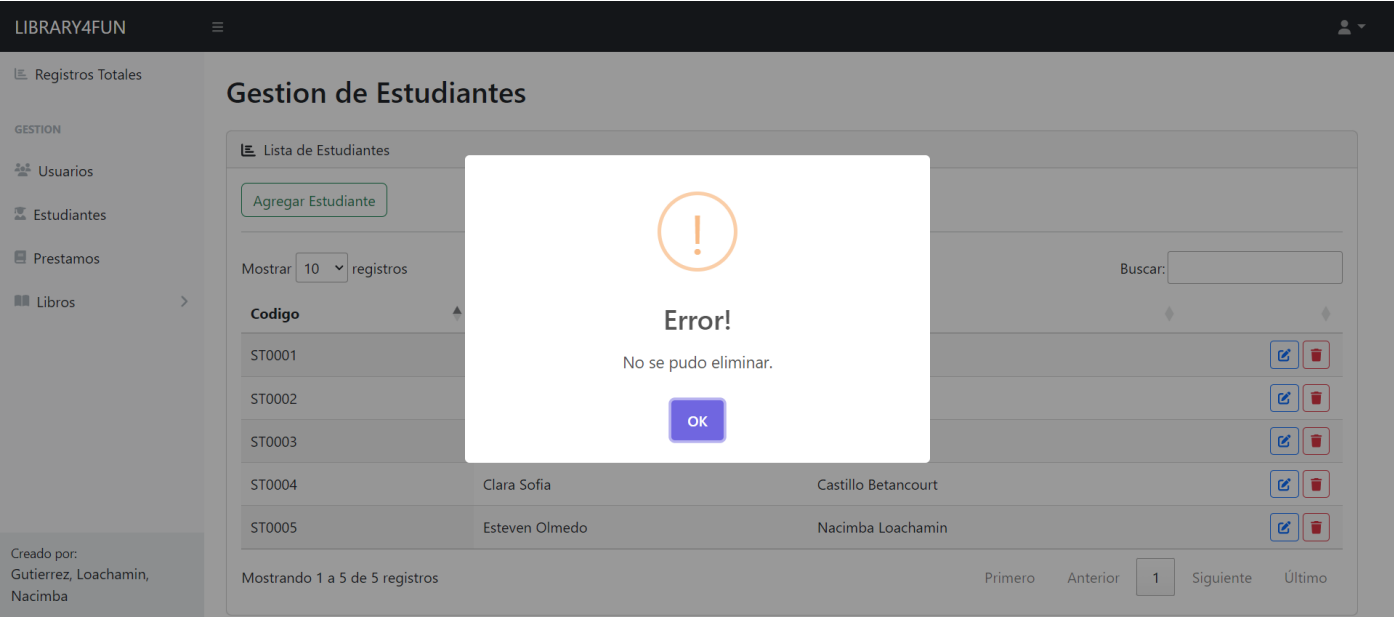 LIBRARY4FUN
Registros Totales
GESTION
Usuarios
Estudiantes
Prestamos
Libros
Creado por:
Gutierrez, Loachamin,
Nacimba
Gestion de Estudiantes
Lista de Estudiantes
Agregar Estudiante
Mostrar 10 registros
Buscar:
Codigo
ST0001
ST0002
ST0003
ST0004 Clara Sofia Castillo Betancourt
ST0005 Esteven Olmedo Nacimba Loachamin
Mostrando 1 a 5 de 5 registros
Primero Anterior 1 Siguiente Último
Error!
No se pudo eliminar.
OK